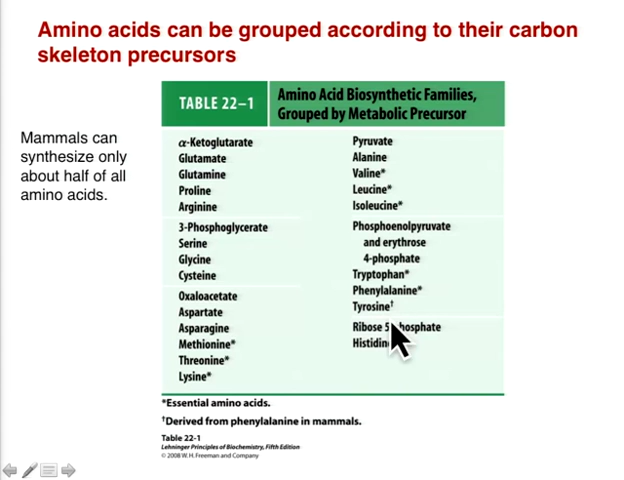 Amino acids can be grouped according to their carbon
skeleton precursors
Mammals can
synthesize only
about half of all
amino acids.
TABLE 22–1
Amino Acid Biosynthetic Families,
Grouped by Metabolic Precursor
α-Ketoglutarate
Glutamate
Glutamine
Proline
Arginine
3-Phosphoglycerate
Serine
Glycine
Cysteine
Oxaloacetate
Aspartate
Asparagine
Methionine*
Threonine*
Lysine*
Pyruvate
Alanine
Valine*
Leucine*
Isoleucine*
Phosphoenolpyruvate
and erythrose
4-phosphate
Tryptophan*
Phenylalanine*
Tyrosine†
Ribose 5
*Essential amino acids.
†Derived from phenylalanine in mammals.
Table 22-1
Lehninger Principles of Biochemistry, Fifth Edition
© 2008 W. H. Freeman and Company